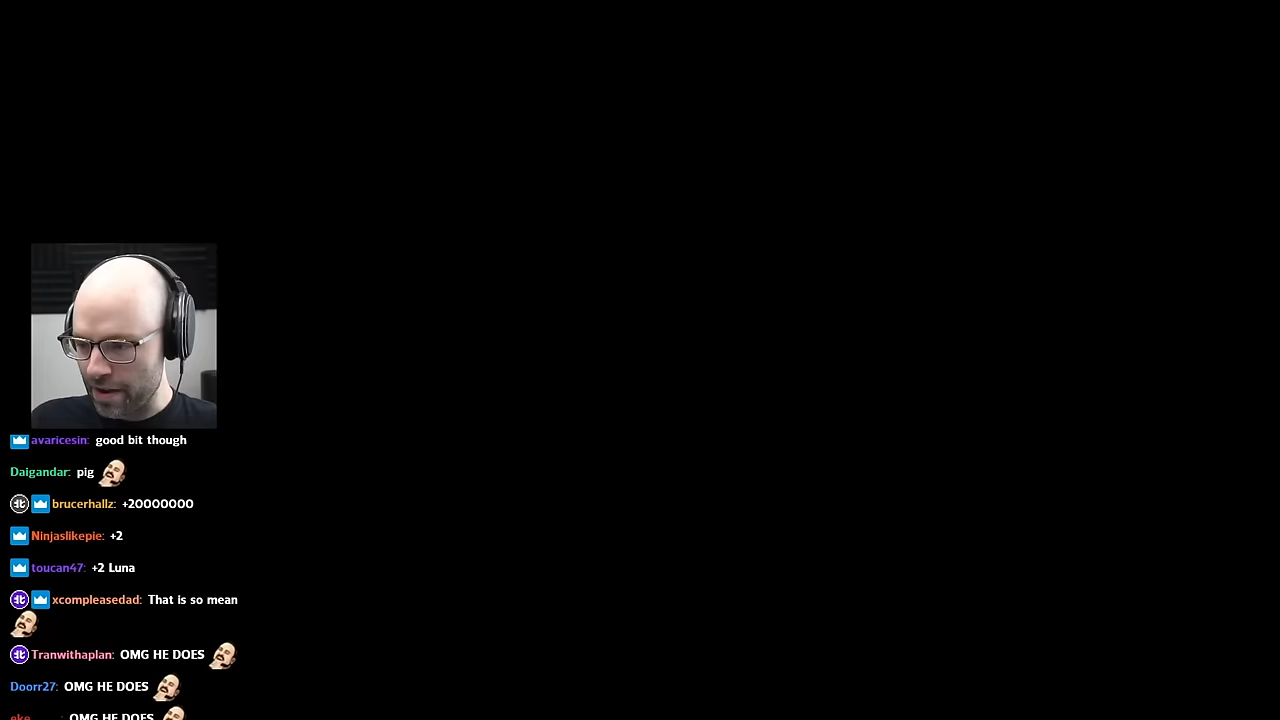 avaricesin: good bit though
Daigandar: pig
brucerhallz: +20000000
Ninjaslikepie: +2
toucan47: +2 Luna
xcompleasedad: That is so mean
Tranwithaplan: OMG HE DOES
Doorr27: OMG HE DOES
eke : OMG HE DOES